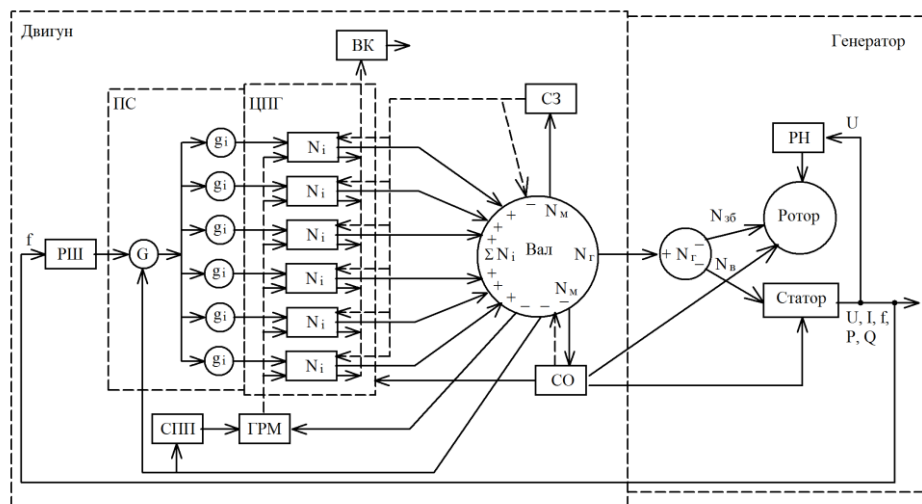 Двигун
Генератор
ВК
ПС
ЦПГ
СЗ
U
РН
gi
Ni
gi
Ni
gi
Ni
gi
Ni
gi
Ni
gi
Ni
f
РШ
G
+
+
+
+
+
+
Σ Ni
Вал
− Nм
Nг
Nм
−
−
−
+ Nг −
−
Nзб
Nв
Ротор
Статор
U, I, f,
P, Q
СО
СПП
ГРМ